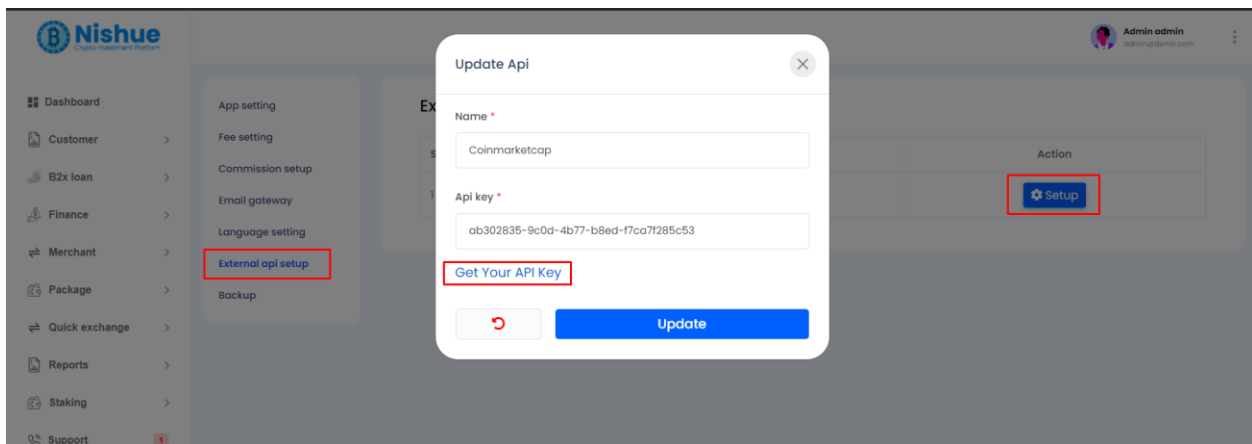 Nishue
Crypto Investment Platform
Admin admin
admin@demo.com
Dashboard
Customer
B2x loan
Finance
Merchant
Package
Quick exchange
Reports
Staking
Support 1
App setting
Fee setting
Commission setup
Email gateway
Language setting
External api setup
Backup
Ex
S
Action
1
Setup
Update Api
Name *
Coinmarketcap
Api key *
ab302835-9c0d-4b77-b8ed-f7ca7f285c53
Get Your API Key
Update